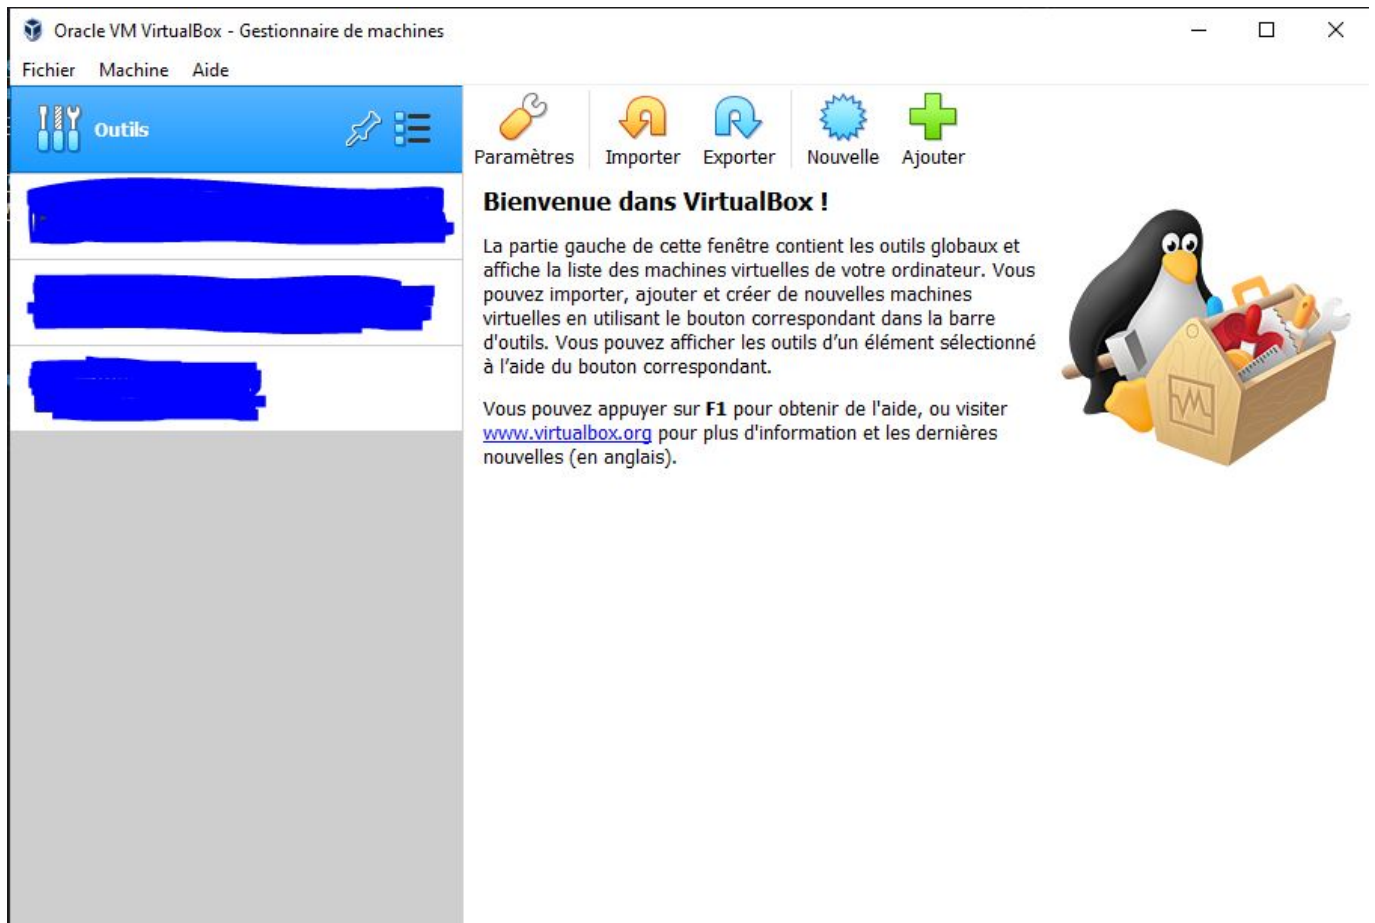 Oracle VM VirtualBox - Gestionnaire de machines
Fichier Machine Aide
Outils
Paramètres Importer Exporter Nouvelle Ajouter
Bienvenue dans VirtualBox !
La partie gauche de cette fenêtre contient les outils globaux et
affiche la liste des machines virtuelles de votre ordinateur. Vous
pouvez importer, ajouter et créer de nouvelles machines
virtuelles en utilisant le bouton correspondant dans la barre
d'outils. Vous pouvez afficher les outils d’un élément sélectionné
à l’aide du bouton correspondant.
Vous pouvez appuyer sur F1 pour obtenir de l'aide, ou visiter
www.virtualbox.org pour plus d'information et les dernières
nouvelles (en anglais).